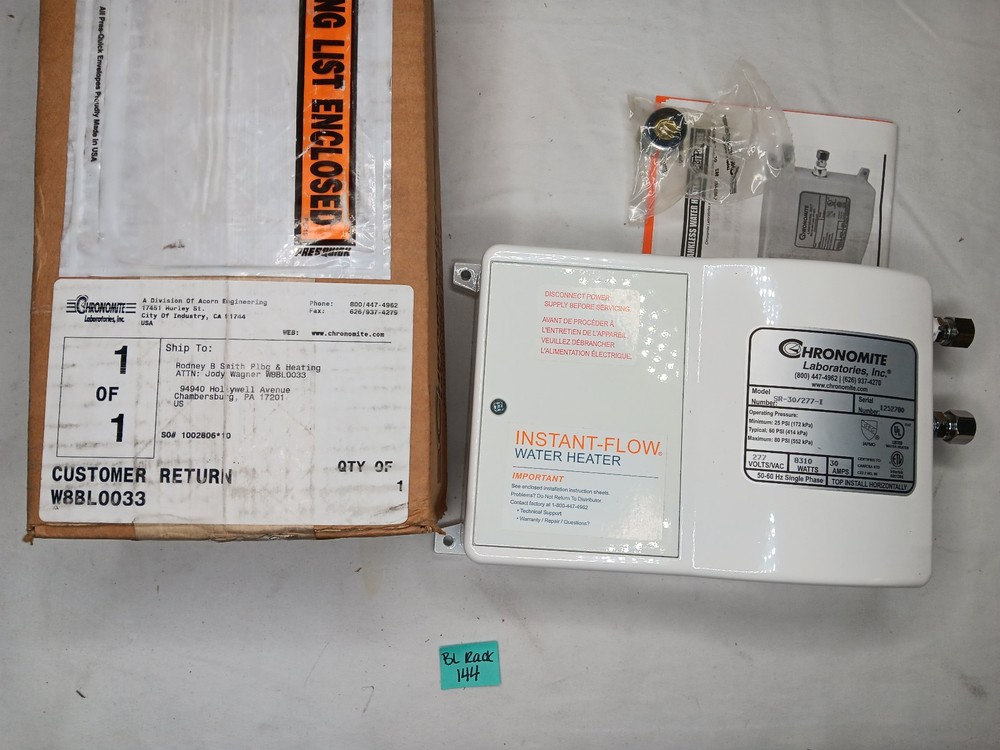 All Pres-Quick Envelopes Proudly Made in USA
NG LIST ENCLOSED
PRESQUICK
CHRONOMITE
Laboratories, Inc.
A Division Of Acorn Engineering
17451 Hurley St.
City Of Industry, CA 91744
USA
Phone: 800/447-4962
Fax: 626/937-4279
WEB: www.chronomite.com
1
OF
1
Ship To:
Rodney B Smith Plbg & Heating
ATTN: Jody Wagner W8BL0033
94940 Hollywell Avenue
Chambersburg, PA 17201
US
SO# 1002806*10
CUSTOMER RETURN
QTY OF
W8BL0033
1
CHRONOMITE
DISCONNECT POWER
SUPPLY BEFORE SERVICING.
AVANT DE PROCÉDER À
L'ENTRETIEN DE L'APPAREIL
VEUILLEZ DÉBRANCHER
L'ALIMENTATION ÉLECTRIQUE.
INSTANT-FLOW®
WATER HEATER
IMPORTANT
See enclosed installation instruction sheets.
Problems? Do Not Return To Distributor.
Contact factory at 1-800-447-4962
• Technical Support
• Warranty / Repair / Questions?
CHRONOMITE
Laboratories, Inc.®
(800) 447-4962 | (626) 937-4270
www.chronomite.com
Model
Number: SR-30/277-I
Serial
Number: 1252798
Operating Pressure:
Minimum: 25 PSI (172 kPa)
Typical: 60 PSI (414 kPa)
Maximum: 80 PSI (552 kPa)
IAPMO
UL
277
VOLTS/VAC
8310
WATTS
30
AMPS
50-60 Hz Single Phase
TOP INSTALL HORIZONTALLY
BL Rack
144